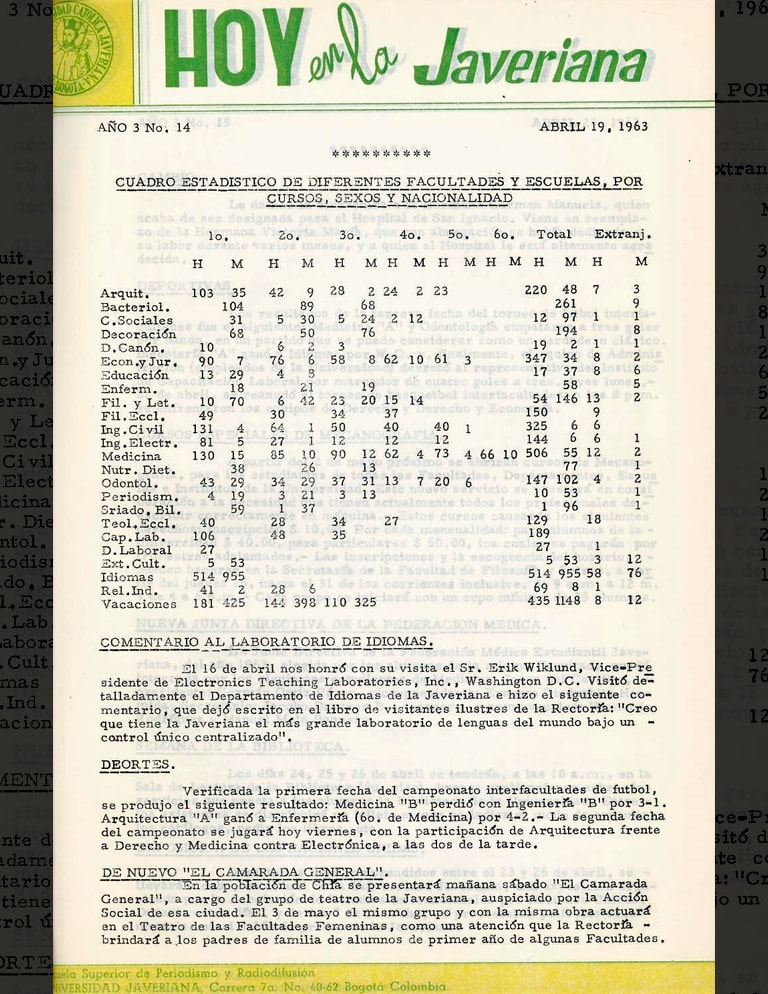 HOY en la Javeriana
AÑO 3 No. 14 ABRIL 19, 1963
**********
CUADRO ESTADISTICO DE DIFERENTES FACULTADES Y ESCUELAS, POR
CURSOS, SEXOS Y NACIONALIDAD
1o. 2o. 3o. 4o. 5o. 6o. Total Extranj.
H M H M H M H M H M H M H M H M
Arquit. 103 35 42 9 28 2 24 2 23 220 48 7 3
Bacteriol. 104 89 68 261 9
C.Sociales 31 5 30 5 24 2 12 12 97 1 1
Decoración 68 50 76 194 8
D.Canón. 10 6 2 3 19 2 1 1
Econ.y Jur 90 7 76 6 58 8 62 10 61 3 347 34 8 2
Educación 13 29 4 8 17 37 8 6
Enferm. 18 21 19 58 5
Fil. y Let. 10 70 6 42 23 20 15 14 54 146 13 2
Fil.Eccl. 49 30 34 37 150 9
Ing.Civil 131 4 64 1 50 40 40 1 325 6 6
Ing.Electr. 81 5 27 1 12 12 12 144 6 6 1
Medicina 130 15 85 10 90 12 62 4 73 4 66 10 506 55 12 2
Nutr. Diet. 38 26 13 77 1
Odontol. 43 29 34 29 37 31 13 7 20 6 147 102 4 2
Periodism. 4 19 3 21 3 13 10 53 1
Sriado. Bil. 59 1 37 1 96 1
Teol.Eccl. 40 28 34 27 129 18
Cap.Lab. 106 48 35 189
D.Laboral 27 27 1
Ext.Cult. 5 53 5 53 3 12
Idiomas 514 955 514 955 58 76
Rel.Ind. 41 2 28 6 69 8 1
Vacaciones 181 425 144 398 110 325 435 1148 8 12
COMENTARIO AL LABORATORIO DE IDIOMAS.
El 16 de abril nos honró con su visita el Sr. Erik Wiklund, Vice-Pre
sidente de Electronics Teaching Laboratories, Inc., Washington D.C. Visitó de-
talladamente el Departamento de Idiomas de la Javeriana e hizo el siguiente co-
mentario, que dejó escrito en el libro de visitantes ilustres de la Rectoría: "Creo
que tiene la Javeriana el más grande laboratorio de lenguas del mundo bajo un -
control único centralizado".
DEORTES.
Verificada la primera fecha del campeonato interfacultades de futbol,
se produjo el siguiente resultado: Medicina "B" perdió con Ingeniería "B" por 3-1.
Arquitectura "A" ganó a Enfermería (6o. de Medicina) por 4-2.- La segunda fecha
del campeonato se jugará hoy viernes, con la participación de Arquitectura frente
a Derecho y Medicina contra Electrónica, a las dos de la tarde.
DE NUEVO "EL CAMARADA GENERAL".
En la población de Chía se presentará mañana sábado "El Camarada
General", a cargo del grupo de teatro de la Javeriana, auspiciado por la Acción
Social de esa ciudad. El 3 de mayo el mismo grupo y con la misma obra actuará
en el Teatro de las Facultades Femeninas, como una atención que la Rectoría -
brindará a los padres de familia de alumnos de primer año de algunas Facultades.
Superior de Periodismo y Radiodifusión
JAVERIANA, Carrera 7a. No. 40-62 Bogotá Colombia